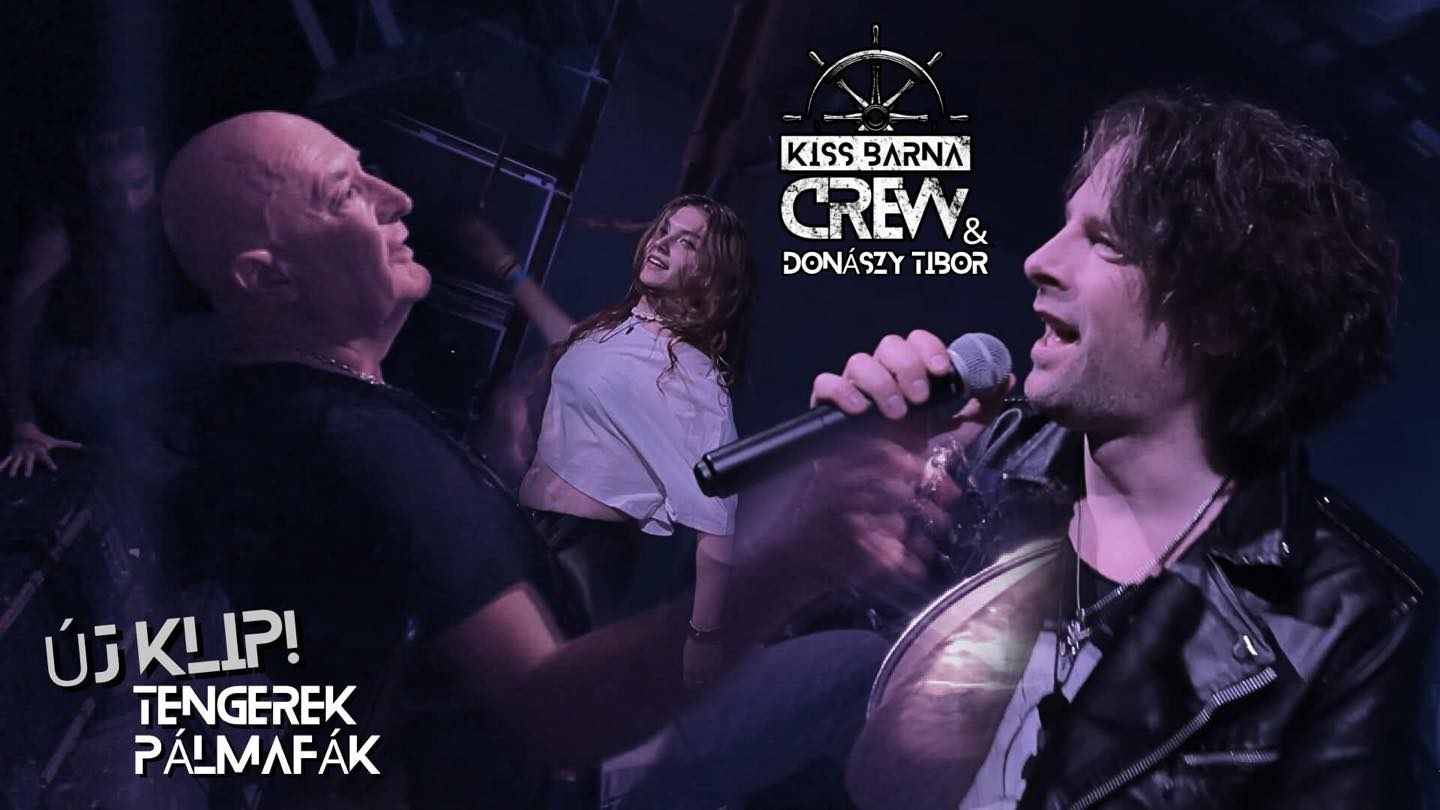 KISS BARNA
CREW &
DONÁSZY TIBOR
ÚJ KLIP!
TENGEREK
PÁLMAFÁK